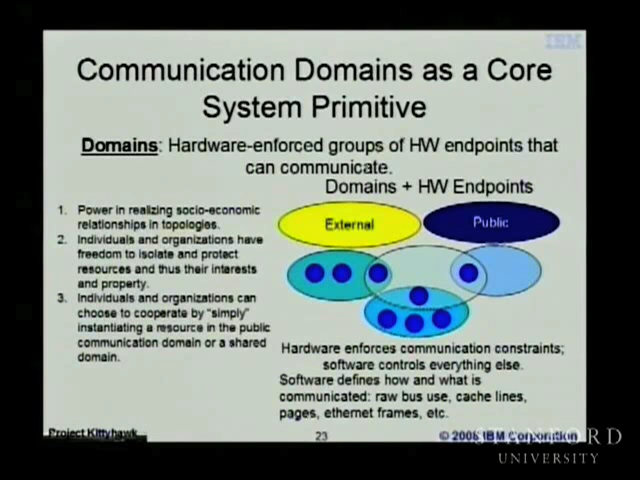 IBM
Communication Domains as a Core
System Primitive
Domains: Hardware-enforced groups of HW endpoints that
can communicate.
Domains + HW Endpoints
1. Power in realizing socio-economic
relationships in topologies.
2. Individuals and organizations have
freedom to isolate and protect
resources and thus their interests
and property.
3. Individuals and organizations can
choose to cooperate by "simply"
instantiating a resource in the public
communication domain or a shared
domain.
External
Public
Hardware enforces communication constraints;
software controls everything else.
Software defines how and what is
communicated: raw bus use, cache lines,
pages, ethernet frames, etc.
Project Kittyhawk
23
© 2008 IBM Corporation
STANFORD
UNIVERSITY